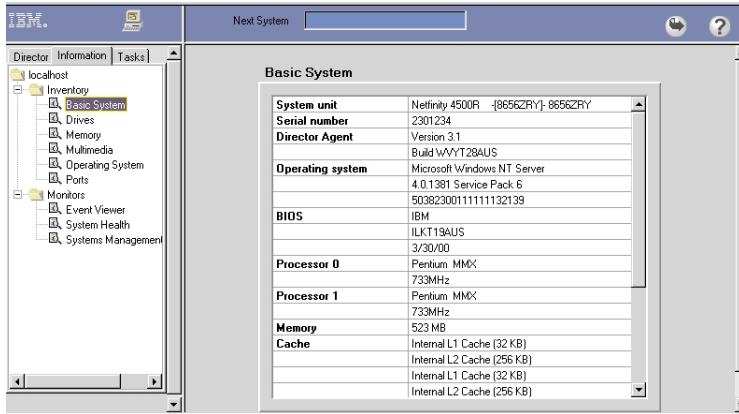 IBM.
Next System
?
Director Information Tasks
localhost
Inventory
Basic System
Drives
Memory
Multimedia
Operating System
Ports
Monitors
Event Viewer
System Health
Systems Management
Basic System
System unit Netfinity 4500R -[8656ZRY]- 8656ZRY
Serial number 2301234
Director Agent Version 3.1
Build WVYT28AUS
Operating system Microsoft Windows NT Server
4.0.1381 Service Pack 6
50382300111111132139
BIOS IBM
ILKT19AUS
3/30/00
Processor 0 Pentium MMX
733MHz
Processor 1 Pentium MMX
733MHz
Memory 523 MB
Cache Internal L1 Cache (32 KB)
Internal L2 Cache (256 KB)
Internal L1 Cache (32 KB)
Internal L2 Cache (256 KB)